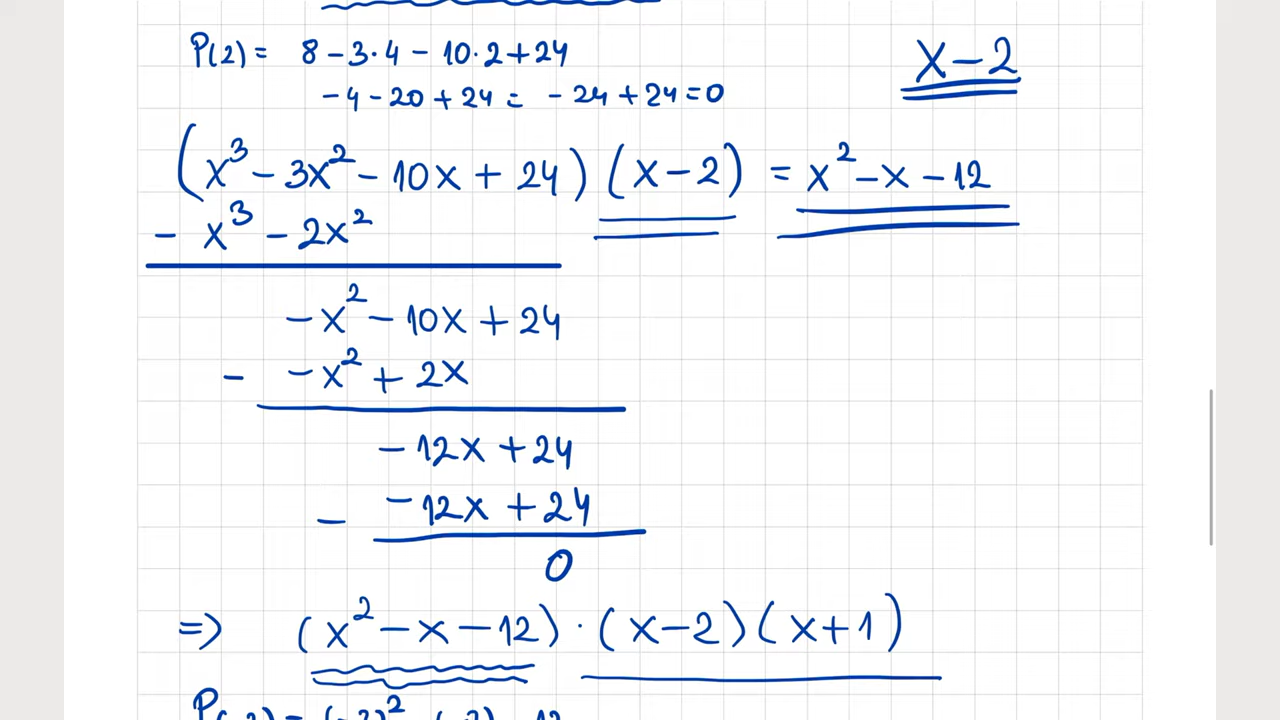 P(2) = 8 - 3·4 - 10·2 + 24
x - 2
-4 - 20 + 24 = -24 + 24 = 0
(x³ - 3x² - 10x + 24) (x - 2) = x² - x - 12
- x³ - 2x²
-x² - 10x + 24
- -x² + 2x
-12x + 24
- -12x + 24
0
=> (x² - x - 12) · (x - 2)(x + 1)